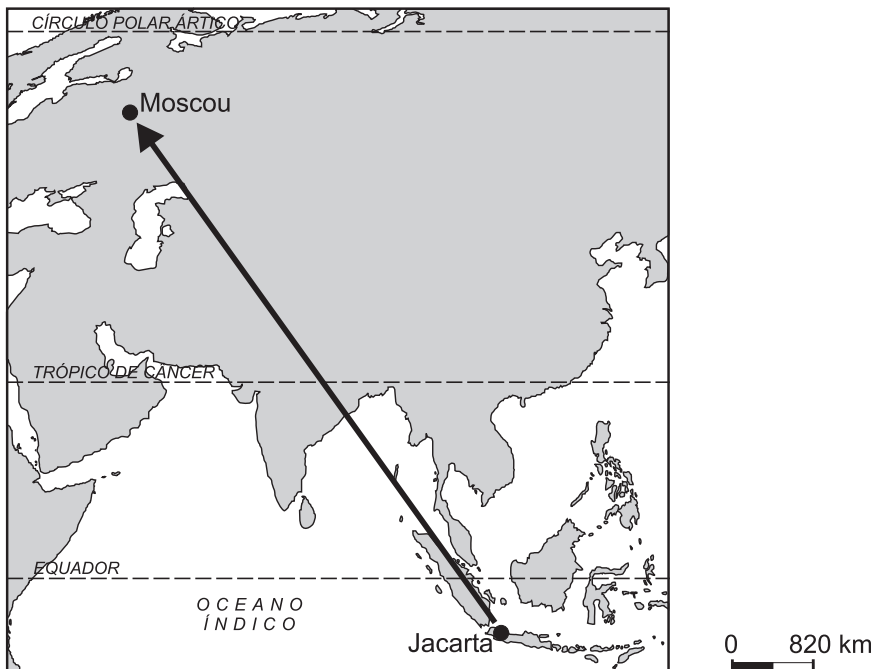 CÍRCULO POLAR ÁRTICO
Moscou
TRÓPICO DE CÂNCER
EQUADOR
OCEANO
ÍNDICO
Jacarta
0 820 km